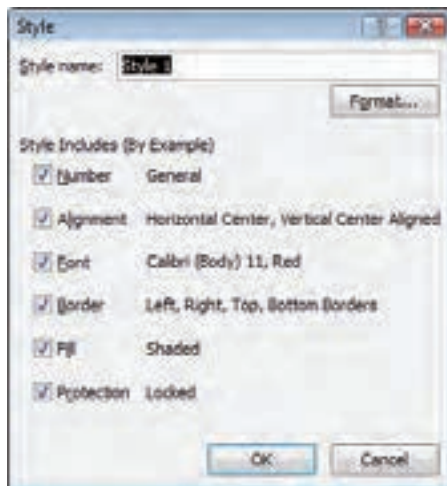 Style
Style name: Style 1
Format...
Style Includes (By Example)
Number General
Alignment Horizontal Center, Vertical Center Aligned
Font Calibri (Body) 11, Red
Border Left, Right, Top, Bottom Borders
Fill Shaded
Protection Locked
OK Cancel